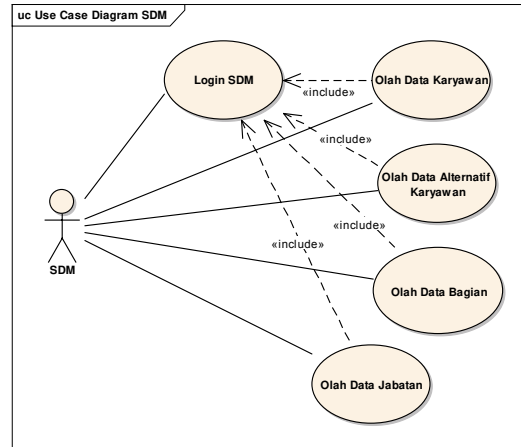 uc Use Case Diagram SDM
Login SDM
Olah Data Karyawan
«include»
«include»
Olah Data Alternatif
Karyawan
SDM
«include»
«include»
Olah Data Bagian
Olah Data Jabatan